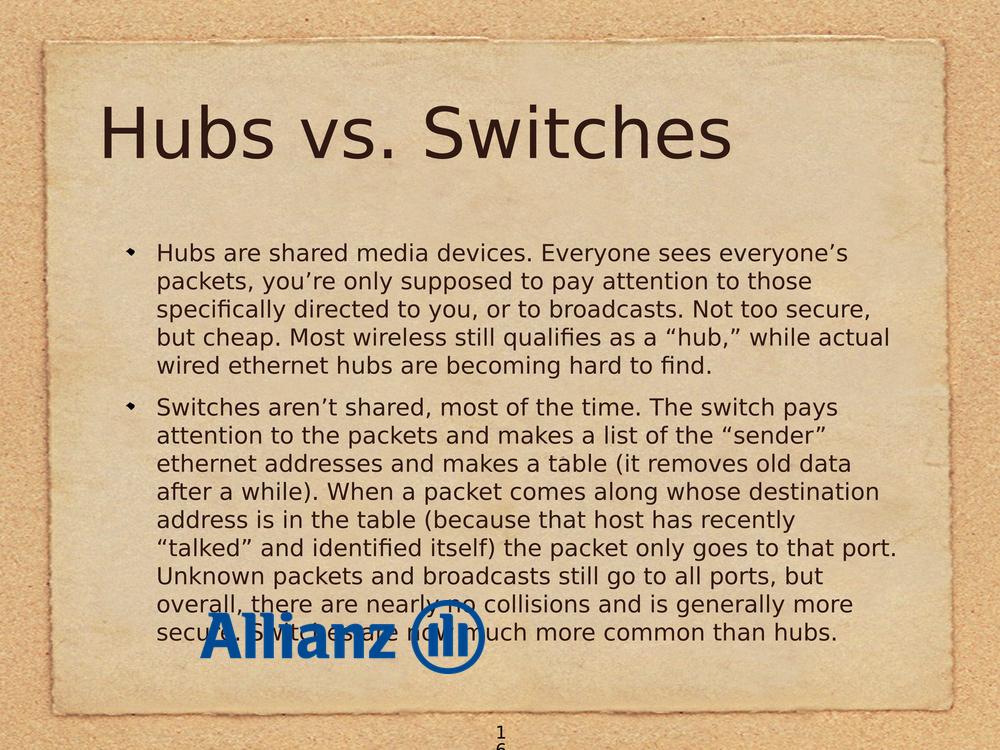 Hubs vs. Switches
Hubs are shared media devices. Everyone sees everyone’s
packets, you’re only supposed to pay attention to those
specifically directed to you, or to broadcasts. Not too secure,
but cheap. Most wireless still qualifies as a “hub,” while actual
wired ethernet hubs are becoming hard to find.
Switches aren’t shared, most of the time. The switch pays
attention to the packets and makes a list of the “sender”
ethernet addresses and makes a table (it removes old data
after a while). When a packet comes along whose destination
address is in the table (because that host has recently
“talked” and identified itself) the packet only goes to that port.
Unknown packets and broadcasts still go to all ports, but
overall, there are nearly no collisions and is generally more
secure. Switches are now much more common than hubs.
Allianz
1
6